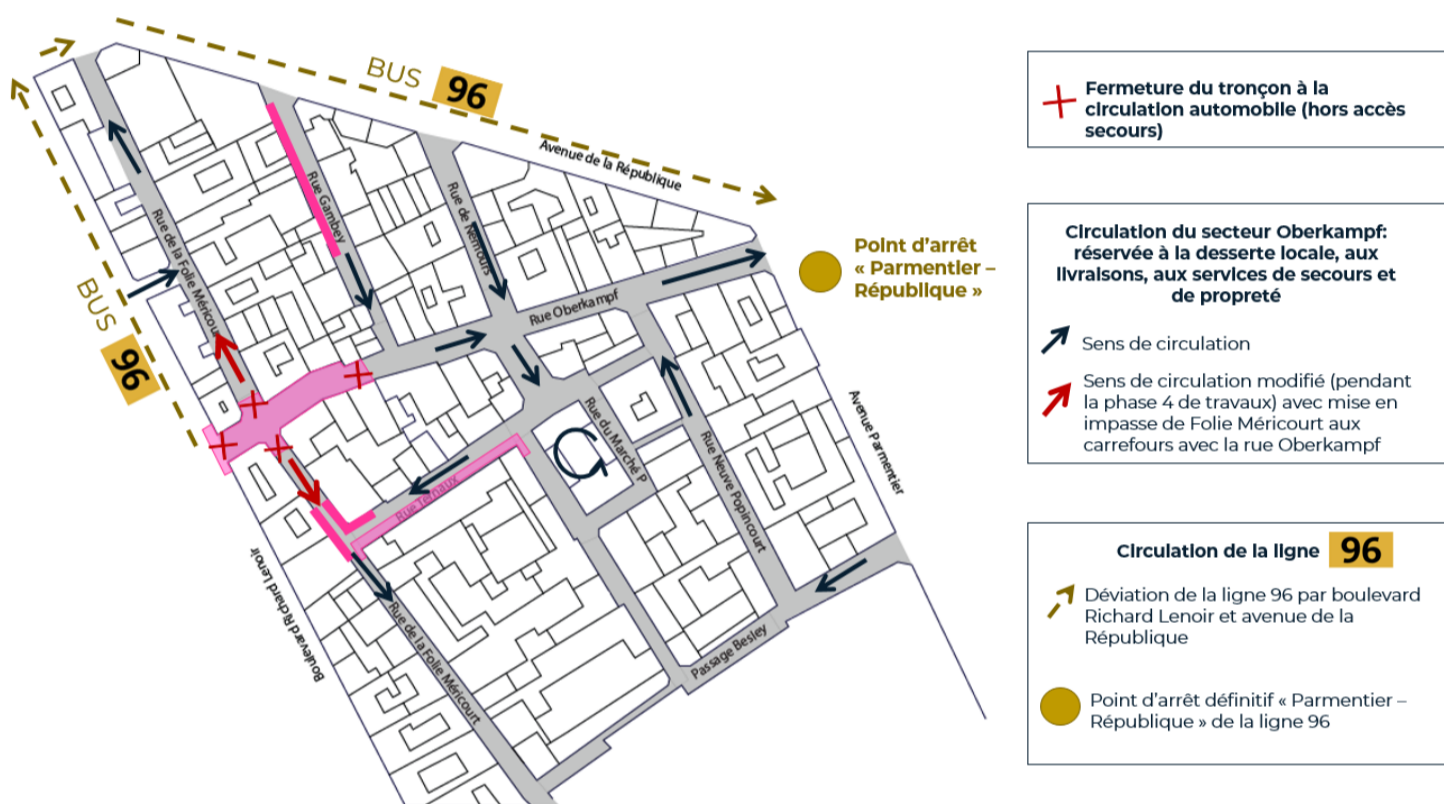 BUS 96
Avenue de la République
Rue Gambey
Rue de Nemours
Rue de la Folie Méricour
BUS 96
Point d'arrêt
« Parmentier –
République »
Rue Oberkampf
Rue du Marché P
Rue Neuve Popincourt
Avenue Parmentier
Rue Ternaux
Boulevard Richard Lenoir
Rue de la Folie Méricourt
Passage Besley
Fermeture du tronçon à la
circulation automobile (hors accès
secours)
Circulation du secteur Oberkampf:
réservée à la desserte locale, aux
livraisons, aux services de secours et
de propreté
Sens de circulation
Sens de circulation modifié (pendant
la phase 4 de travaux) avec mise en
impasse de Folie Méricourt aux
carrefours avec la rue Oberkampf
Circulation de la ligne 96
Déviation de la ligne 96 par boulevard
Richard Lenoir et avenue de la
République
Point d'arrêt définitif « Parmentier –
République » de la ligne 96